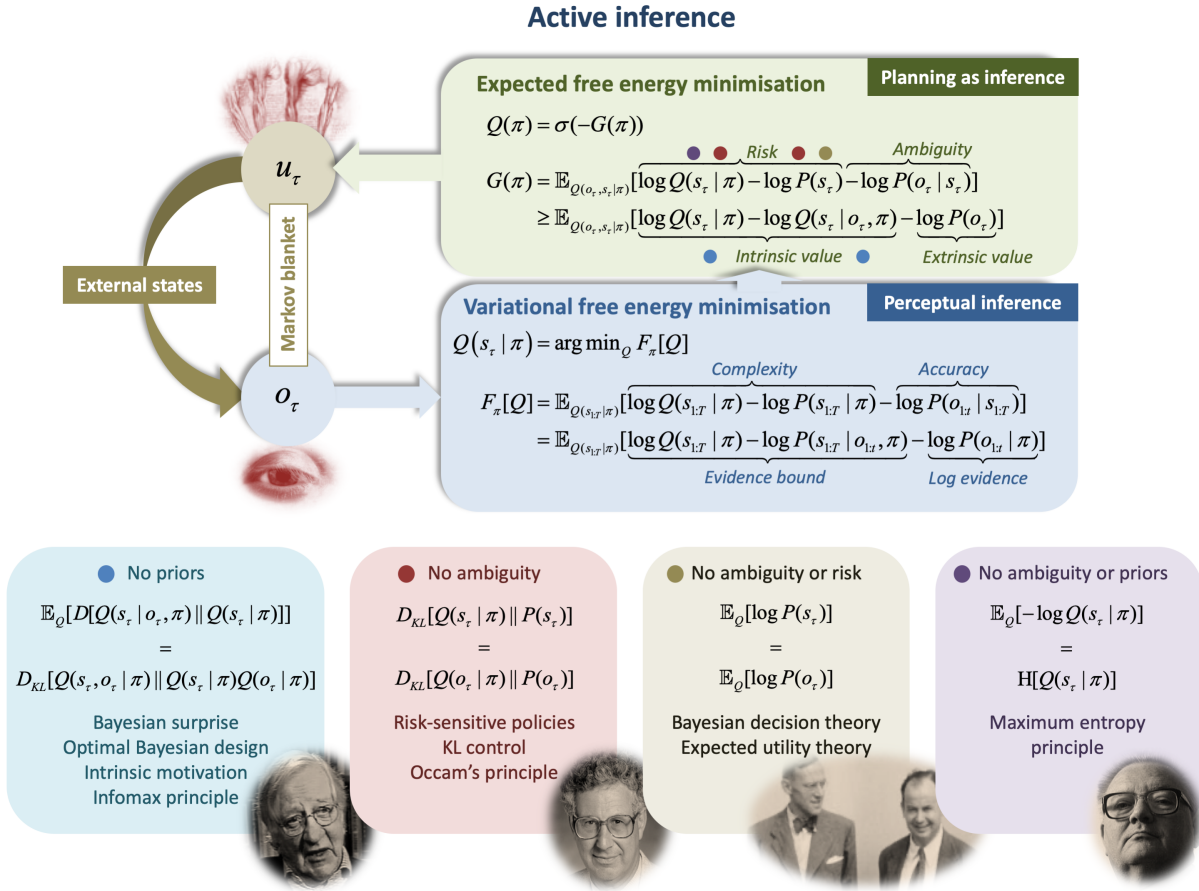 Active inference
Expected free energy minimisation
Planning as inference
Q(π) = σ(−G(π))
Risk
Ambiguity
G(π) = 𝔼_{Q(o_τ, s_τ|π)}[log Q(s_τ | π) − log P(s_τ) − log P(o_τ | s_τ)]
≥ 𝔼_{Q(o_τ, s_τ|π)}[log Q(s_τ | π) − log Q(s_τ | o_τ, π) − log P(o_τ)]
Intrinsic value
Extrinsic value
u_τ
External states
Markov blanket
o_τ
Variational free energy minimisation
Perceptual inference
Q(s_τ | π) = arg min_Q F_π[Q]
Complexity
Accuracy
F_π[Q] = 𝔼_{Q(s_{1:T}|π)}[log Q(s_{1:T} | π) − log P(s_{1:T} | π) − log P(o_{1:t} | s_{1:T})]
= 𝔼_{Q(s_{1:T}|π)}[log Q(s_{1:T} | π) − log P(s_{1:T} | o_{1:t}, π) − log P(o_{1:t} | π)]
Evidence bound
Log evidence
No priors
𝔼_Q[D[Q(s_τ | o_τ, π) || Q(s_τ | π)]]
=
D_{KL}[Q(s_τ, o_τ | π) || Q(s_τ | π)Q(o_τ | π)]
Bayesian surprise
Optimal Bayesian design
Intrinsic motivation
Infomax principle
No ambiguity
D_{KL}[Q(s_τ | π) || P(s_τ)]
=
D_{KL}[Q(o_τ | π) || P(o_τ)]
Risk-sensitive policies
KL control
Occam’s principle
No ambiguity or risk
𝔼_Q[log P(s_τ)]
=
𝔼_Q[log P(o_τ)]
Bayesian decision theory
Expected utility theory
No ambiguity or priors
𝔼_Q[−log Q(s_τ | π)]
=
H[Q(s_τ | π)]
Maximum entropy
principle